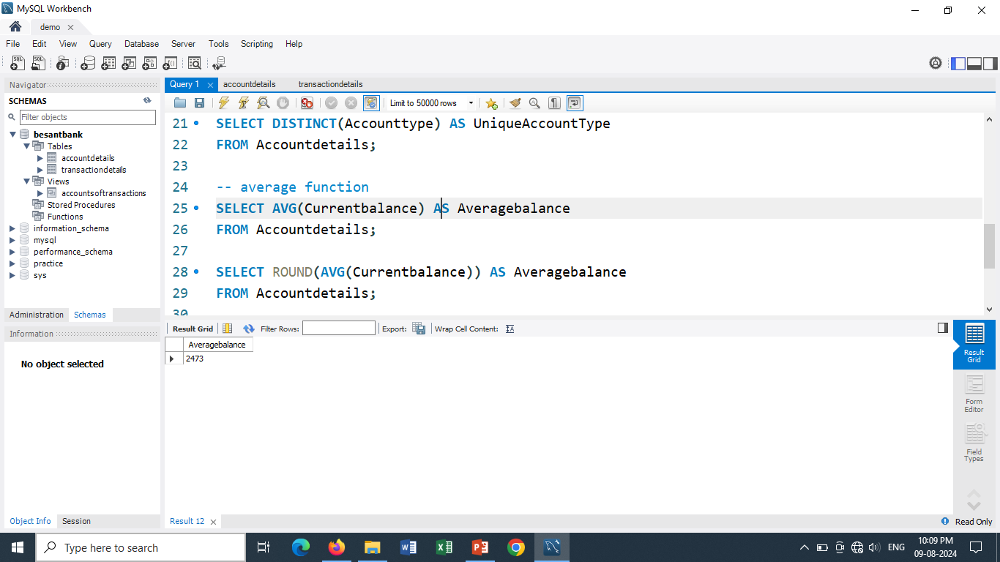 MySQL Workbench
demo
File Edit View Query Database Server Tools Scripting Help
Navigator
SCHEMAS
Filter objects
besantbank
Tables
accountdetails
transactiondetails
Views
accountsoftransactions
Stored Procedures
Functions
information_schema
mysql
performance_schema
practice
sys
Administration Schemas
Information
No object selected
Object Info Session
Query 1 accountdetails transactiondetails
Limit to 50000 rows
21 SELECT DISTINCT(Accounttype) AS UniqueAccountType
22 FROM Accountdetails;
23
24 -- average function
25 SELECT AVG(Currentbalance) AS Averagebalance
26 FROM Accountdetails;
27
28 SELECT ROUND(AVG(Currentbalance)) AS Averagebalance
29 FROM Accountdetails;
30
Result Grid Filter Rows: Export: Wrap Cell Content:
Averagebalance
2473
Result Grid
Form Editor
Field Types
Result 12
Read Only
Type here to search
ENG
10:09 PM
09-08-2024